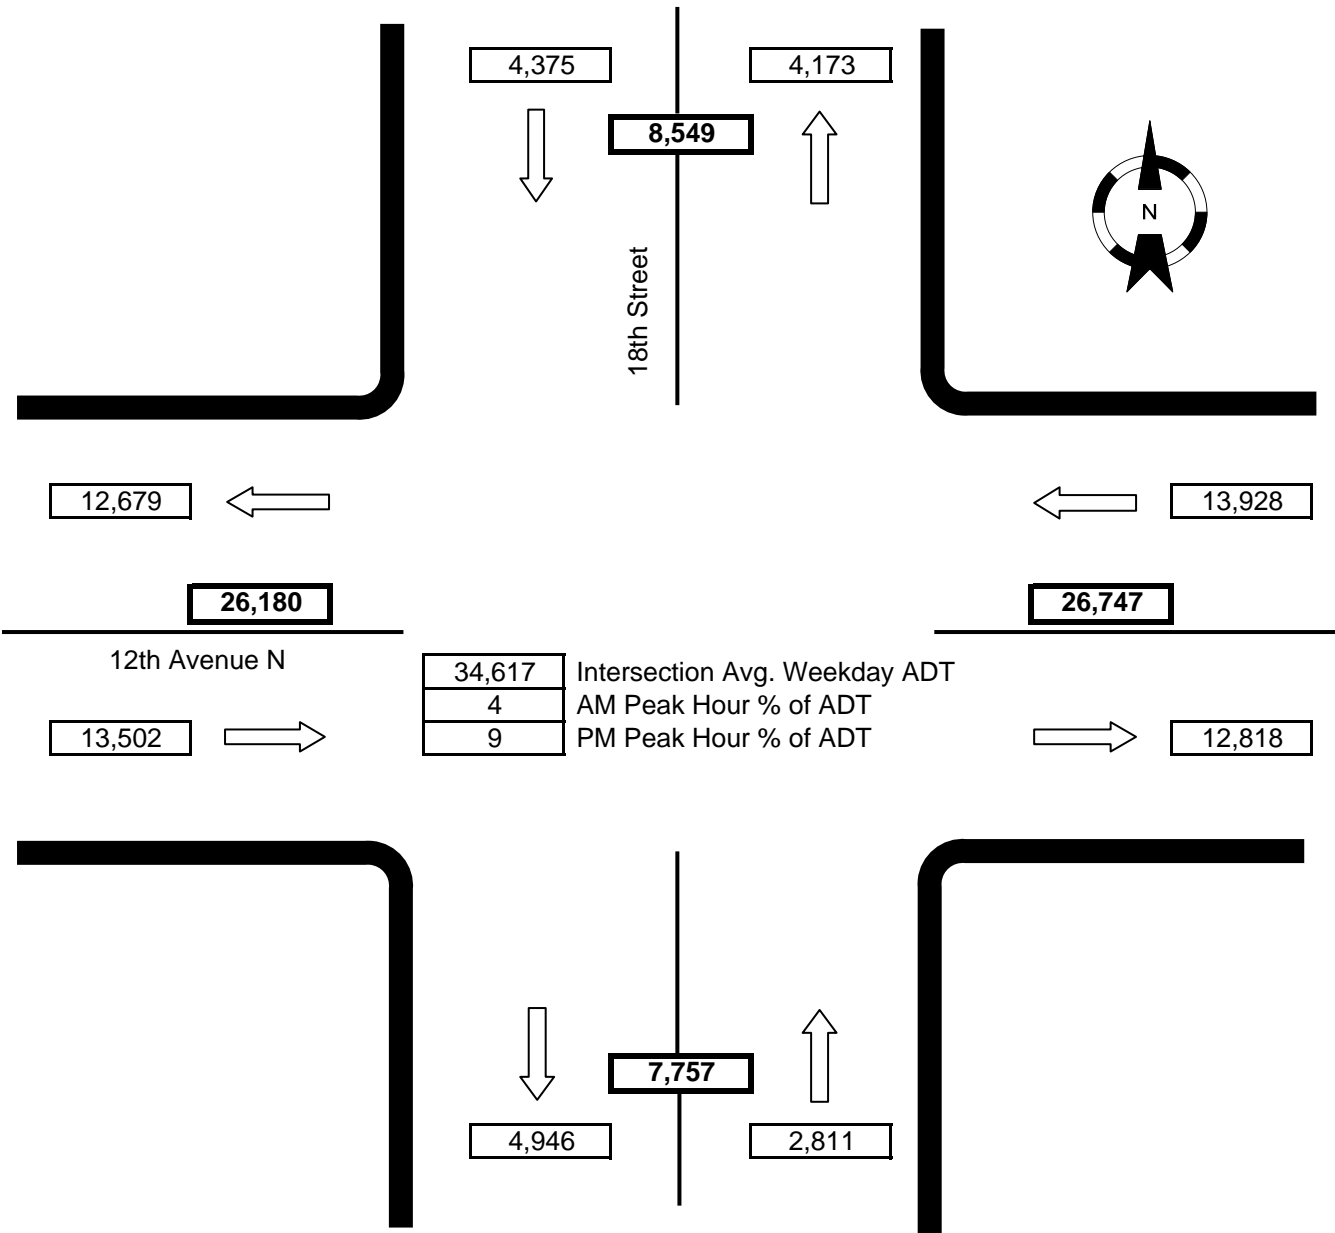 4,375
4,173
8,549
N
18th Street
12,679
13,928
26,180
26,747
12th Avenue N
34,617 Intersection Avg. Weekday ADT
4 AM Peak Hour % of ADT
9 PM Peak Hour % of ADT
13,502
12,818
7,757
4,946
2,811